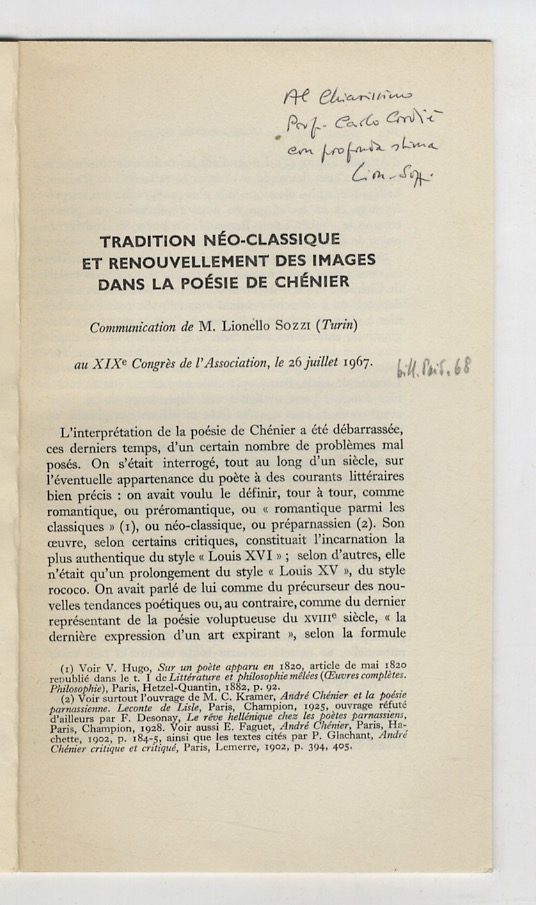 Al Chiarissimo
Prof. Carlo Cordiè
con profonda stima
Lion. Sozzi
TRADITION NÉO-CLASSIQUE
ET RENOUVELLEMENT DES IMAGES
DANS LA POÉSIE DE CHÉNIER
Communication de M. Lionello SOZZI (Turin)
au XIXe Congrès de l'Association, le 26 juillet 1967.
68
L'interprétation de la poésie de Chénier a été débarrassée,
ces derniers temps, d'un certain nombre de problèmes mal
posés. On s'était interrogé, tout au long d'un siècle, sur
l'éventuelle appartenance du poète à des courants littéraires
bien précis : on avait voulu le définir, tour à tour, comme
romantique, ou préromantique, ou « romantique parmi les
classiques » (1), ou néo-classique, ou préparnassien (2). Son
œuvre, selon certains critiques, constituait l'incarnation la
plus authentique du style « Louis XVI » ; selon d'autres, elle
n'était qu'un prolongement du style « Louis XV », du style
rococo. On avait parlé de lui comme du précurseur des nou-
velles tendances poétiques ou, au contraire, comme du dernier
représentant de la poésie voluptueuse du XVIIIe siècle, « la
dernière expression d'un art expirant », selon la formule
(1) Voir V. Hugo, Sur un poète apparu en 1820, article de mai 1820
republié dans le t. I de Littérature et philosophie mêlées (Œuvres complètes.
Philosophie), Paris, Hetzel-Quantin, 1882, p. 92.
(2) Voir surtout l'ouvrage de M. C. Kramer, André Chénier et la poésie
parnassienne. Leconte de Lisle, Paris, Champion, 1925, ouvrage réfuté
d'ailleurs par F. Desonay, Le rêve hellénique chez les poètes parnassiens,
Paris, Champion, 1928. Voir aussi E. Faguet, André Chénier, Paris, Ha-
chette, 1902, p. 184-5, ainsi que les textes cités par P. Glachant, André
Chénier critique et critiqué, Paris, Lemerre, 1902, p. 394, 405.